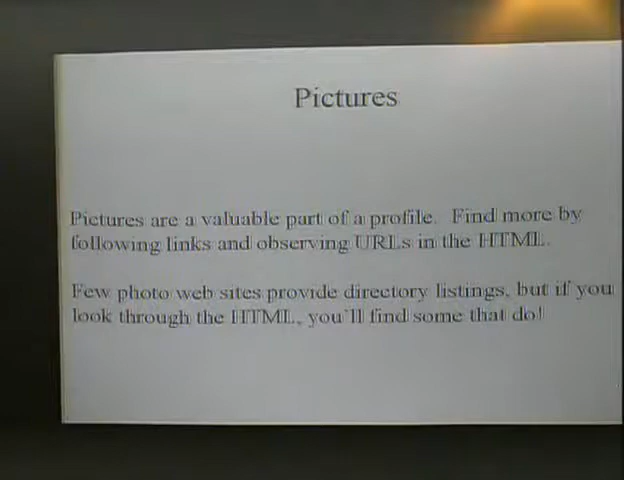 Pictures
Pictures are a valuable part of a profile. Find more by
following links and observing URLs in the HTML.
Few photo web sites provide directory listings, but if you
look through the HTML, you'll find some that do!